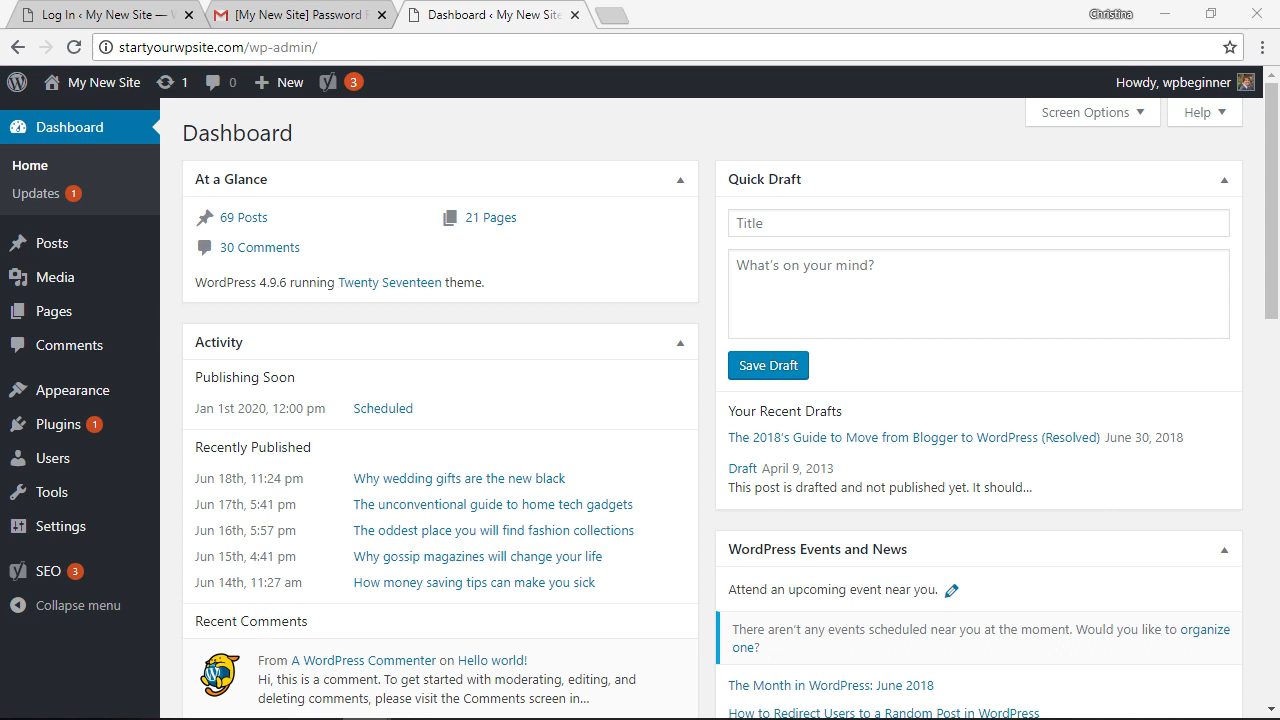 Log In ‹ My New Site —
[My New Site] Password
Dashboard ‹ My New Site
Christina
startyourwpsite.com/wp-admin/
My New Site
1
0
New
3
Howdy, wpbeginner
Dashboard
Home
Updates 1
Posts
Media
Pages
Comments
Appearance
Plugins 1
Users
Tools
Settings
SEO 3
Collapse menu
Screen Options
Help
Dashboard
At a Glance
69 Posts
21 Pages
30 Comments
WordPress 4.9.6 running Twenty Seventeen theme.
Activity
Publishing Soon
Jan 1st 2020, 12:00 pm Scheduled
Recently Published
Jun 18th, 11:24 pm Why wedding gifts are the new black
Jun 17th, 5:41 pm The unconventional guide to home tech gadgets
Jun 16th, 5:57 pm The oddest place you will find fashion collections
Jun 15th, 4:41 pm Why gossip magazines will change your life
Jun 14th, 11:27 am How money saving tips can make you sick
Recent Comments
From A WordPress Commenter on Hello world!
Hi, this is a comment. To get started with moderating, editing, and
deleting comments, please visit the Comments screen in...
Quick Draft
Title
What's on your mind?
Save Draft
Your Recent Drafts
The 2018's Guide to Move from Blogger to WordPress (Resolved) June 30, 2018
Draft April 9, 2013
This post is drafted and not published yet. It should...
WordPress Events and News
Attend an upcoming event near you.
There aren't any events scheduled near you at the moment. Would you like to organize
one?
The Month in WordPress: June 2018
How to Redirect Users to a Random Post in WordPress